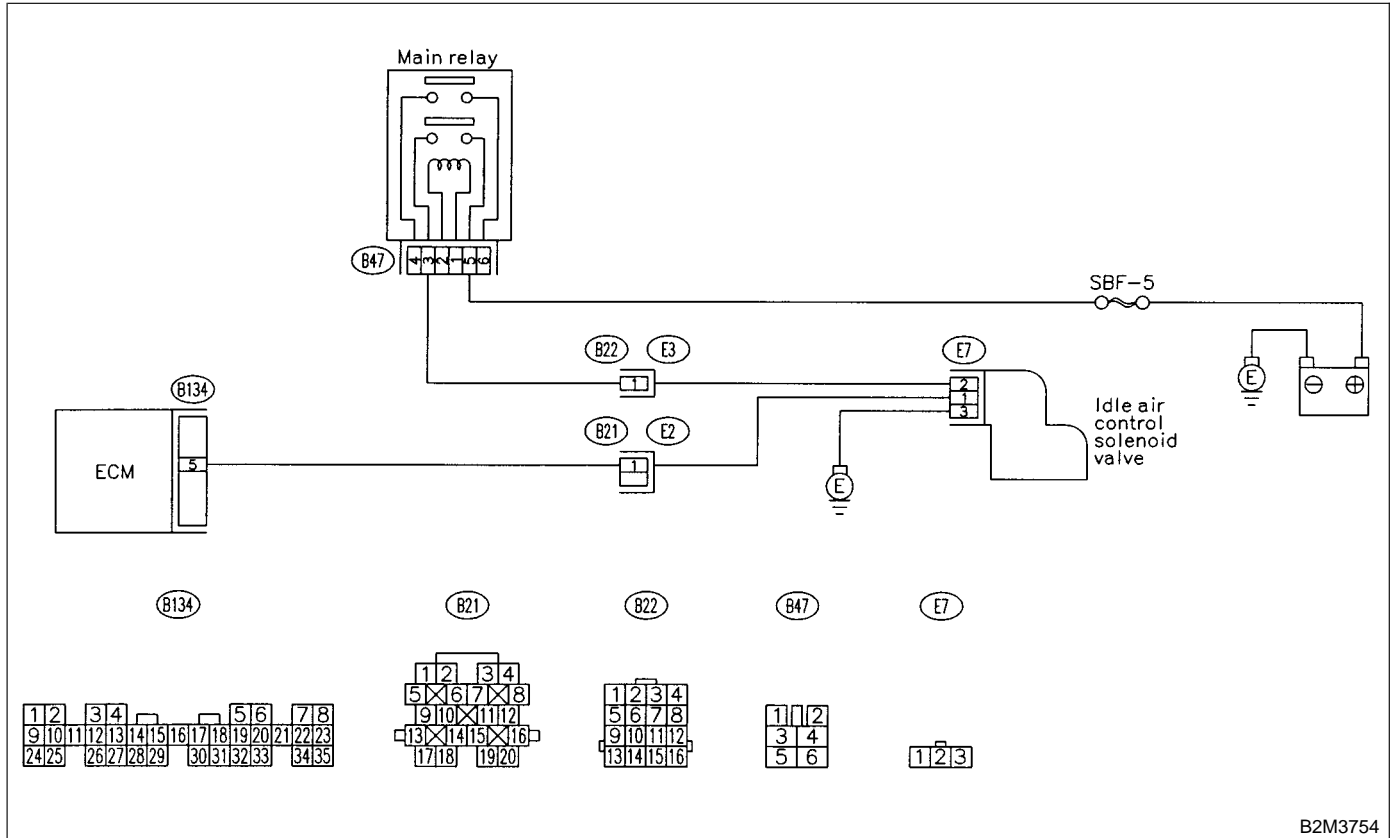 Main relay
B47
4 3 2 1 5 6
SBF-5
B22 E3 E7
1
2
1
3
E
B134
B21 E2
1
ECM
5
E
Idle air
control
solenoid
valve
B134 B21 B22 B47 E7
1 2 3 4 5 6 7 8
9 10 11 12 13 14 15 16 17 18 19 20 21 22 23
24 25 26 27 28 29 30 31 32 33 34 35
1 2 3 4
5 6 7 8
9 10 11 12
13 14 15 16
17 18 19 20
1 2 3 4
5 6 7 8
9 10 11 12
13 14 15 16
1 2
3 4
5 6
1 2 3
B2M3754